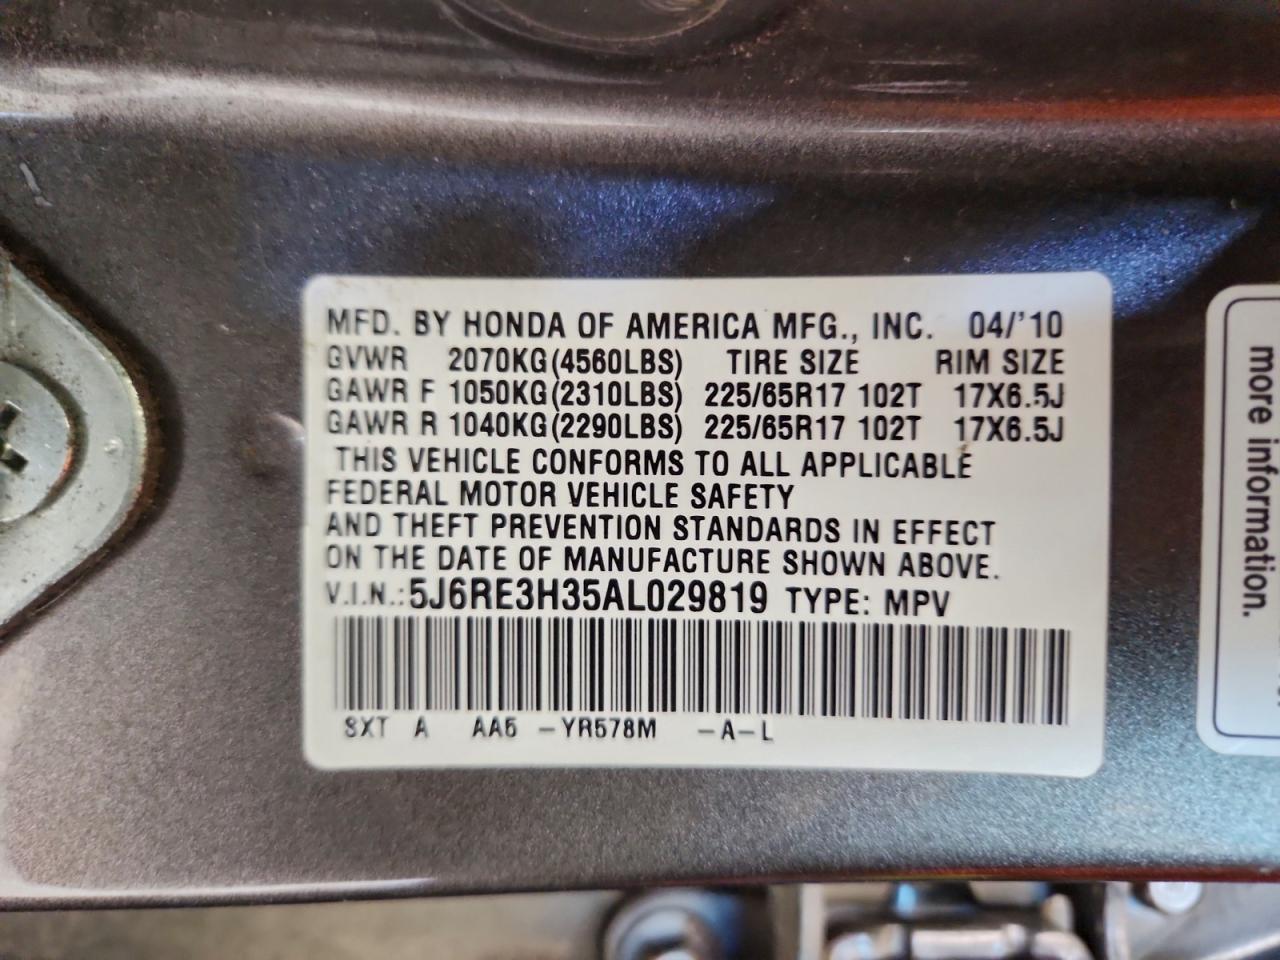 MFD. BY HONDA OF AMERICA MFG., INC. 04/'10
GVWR 2070KG(4560LBS) TIRE SIZE RIM SIZE
GAWR F 1050KG(2310LBS) 225/65R17 102T 17X6.5J
GAWR R 1040KG(2290LBS) 225/65R17 102T 17X6.5J
THIS VEHICLE CONFORMS TO ALL APPLICABLE
FEDERAL MOTOR VEHICLE SAFETY
AND THEFT PREVENTION STANDARDS IN EFFECT
ON THE DATE OF MANUFACTURE SHOWN ABOVE.
V.I.N.:5J6RE3H35AL029819 TYPE: MPV
SXT A AA5 -YR578M -A-L
more information.